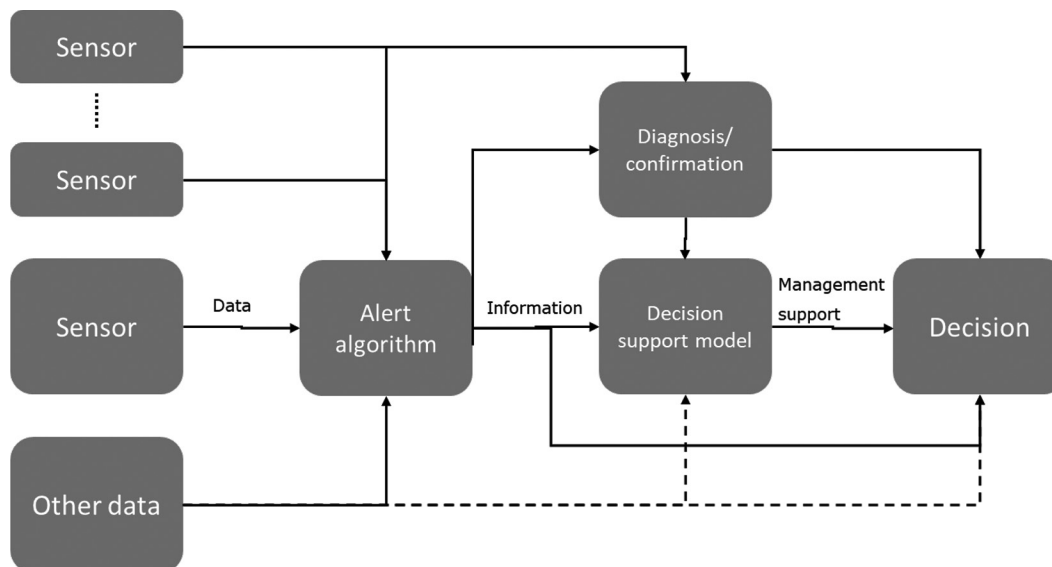 Sensor
Sensor
Diagnosis/
confirmation
Sensor
Data
Alert
algorithm
Information
Decision
support model
Management
support
Decision
Other data